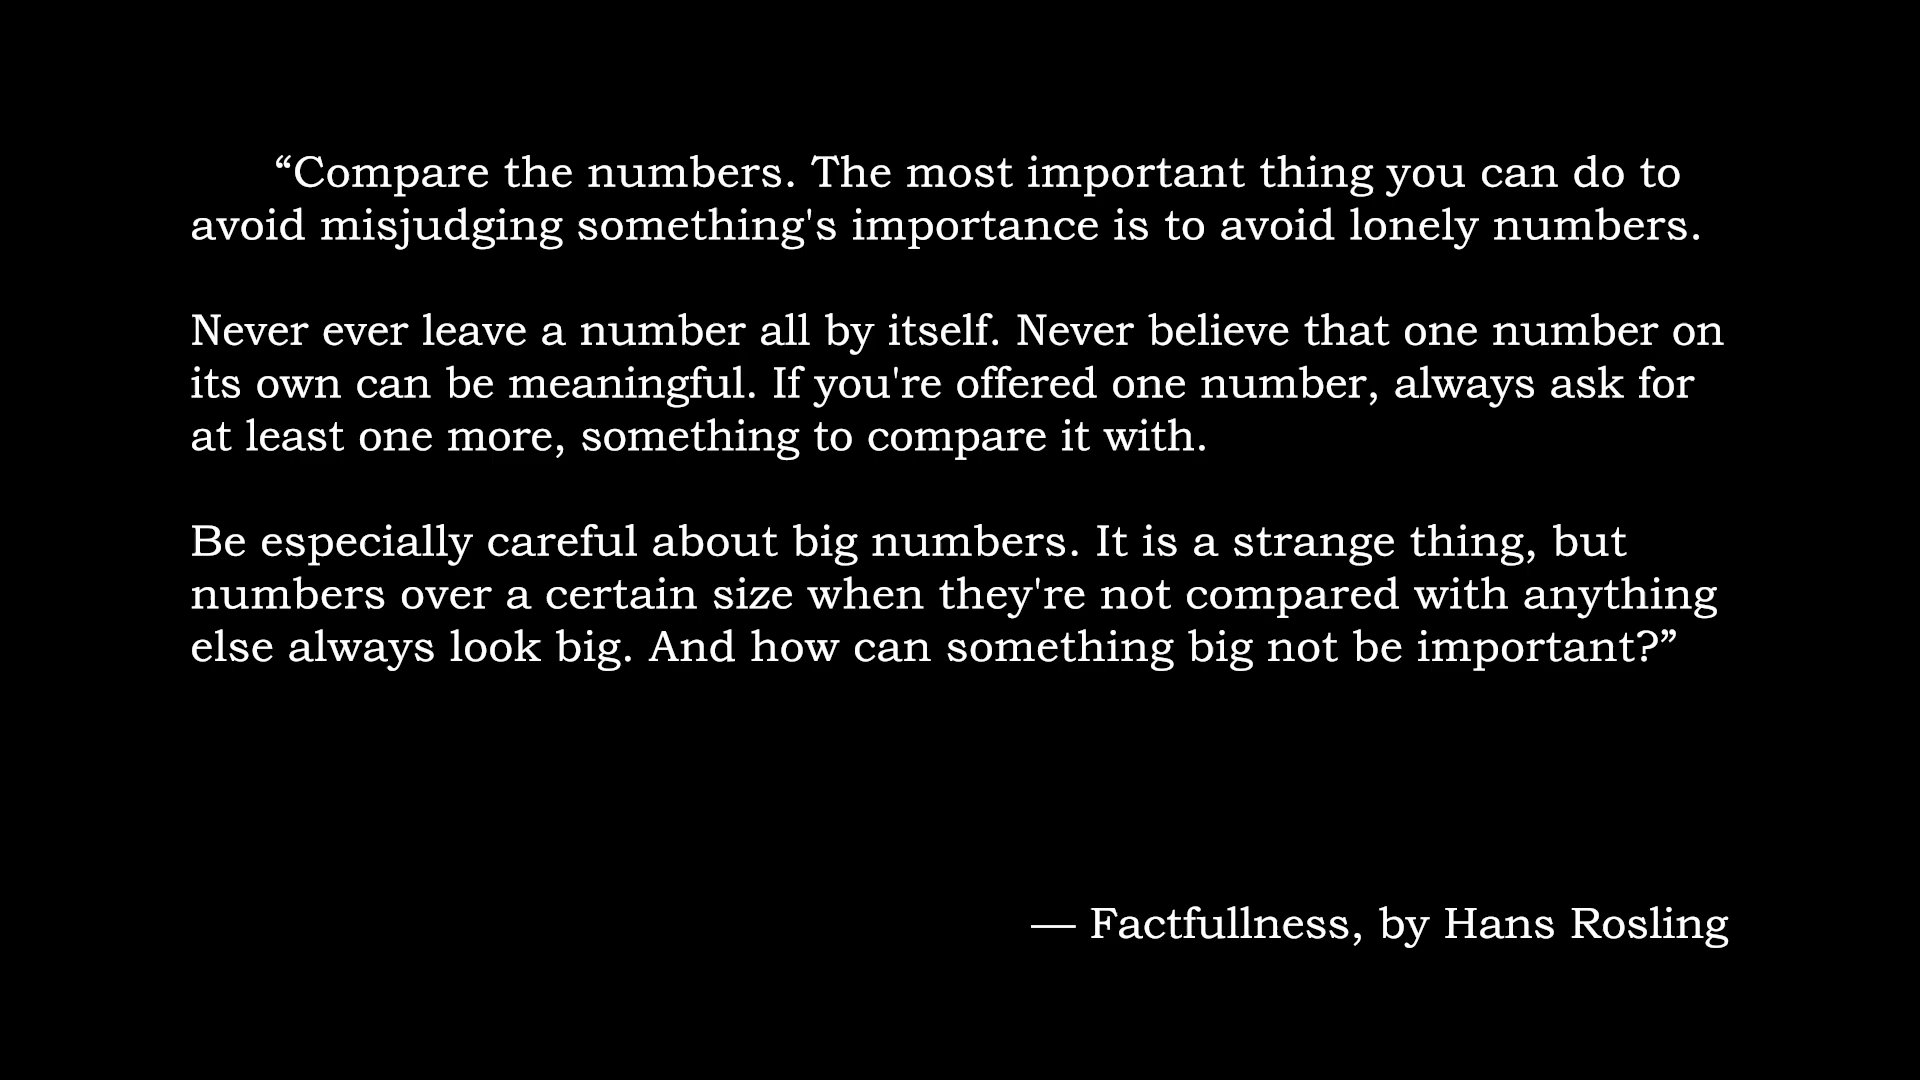 “Compare the numbers. The most important thing you can do to
avoid misjudging something's importance is to avoid lonely numbers.
Never ever leave a number all by itself. Never believe that one number on
its own can be meaningful. If you're offered one number, always ask for
at least one more, something to compare it with.
Be especially careful about big numbers. It is a strange thing, but
numbers over a certain size when they're not compared with anything
else always look big. And how can something big not be important?”
— Factfullness, by Hans Rosling